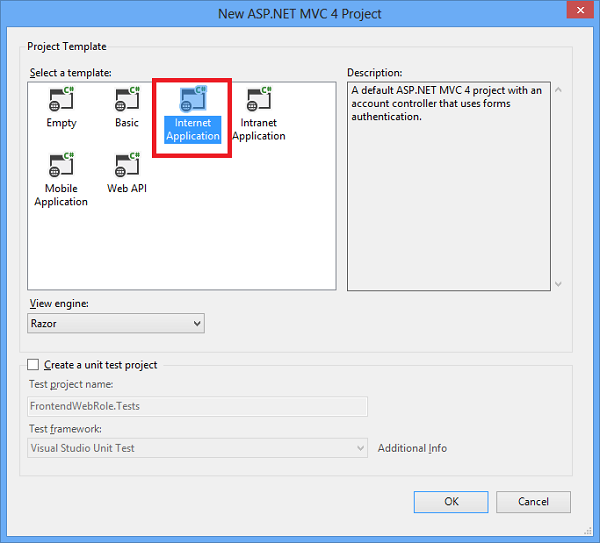 New ASP.NET MVC 4 Project
Project Template
Select a template:
Description:
C#
C#
C#
C#
Empty
Basic
Internet
Application
Intranet
Application
C#
C#
Mobile
Application
Web API
A default ASP.NET MVC 4 project with an
account controller that uses forms
authentication.
View engine:
Razor
Create a unit test project
Test project name:
FrontendWebRole.Tests
Test framework:
Visual Studio Unit Test
Additional Info
OK
Cancel